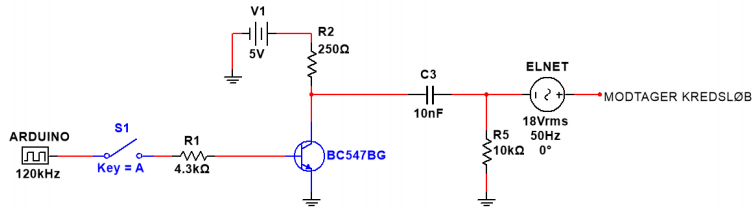 V1
5V
R2
250Ω
C3
10nF
ELNET
18Vrms
50Hz
0°
MODTAGER KREDSLØB
ARDUINO
120kHz
S1
Key = A
R1
4.3kΩ
BC547BG
R5
10kΩ